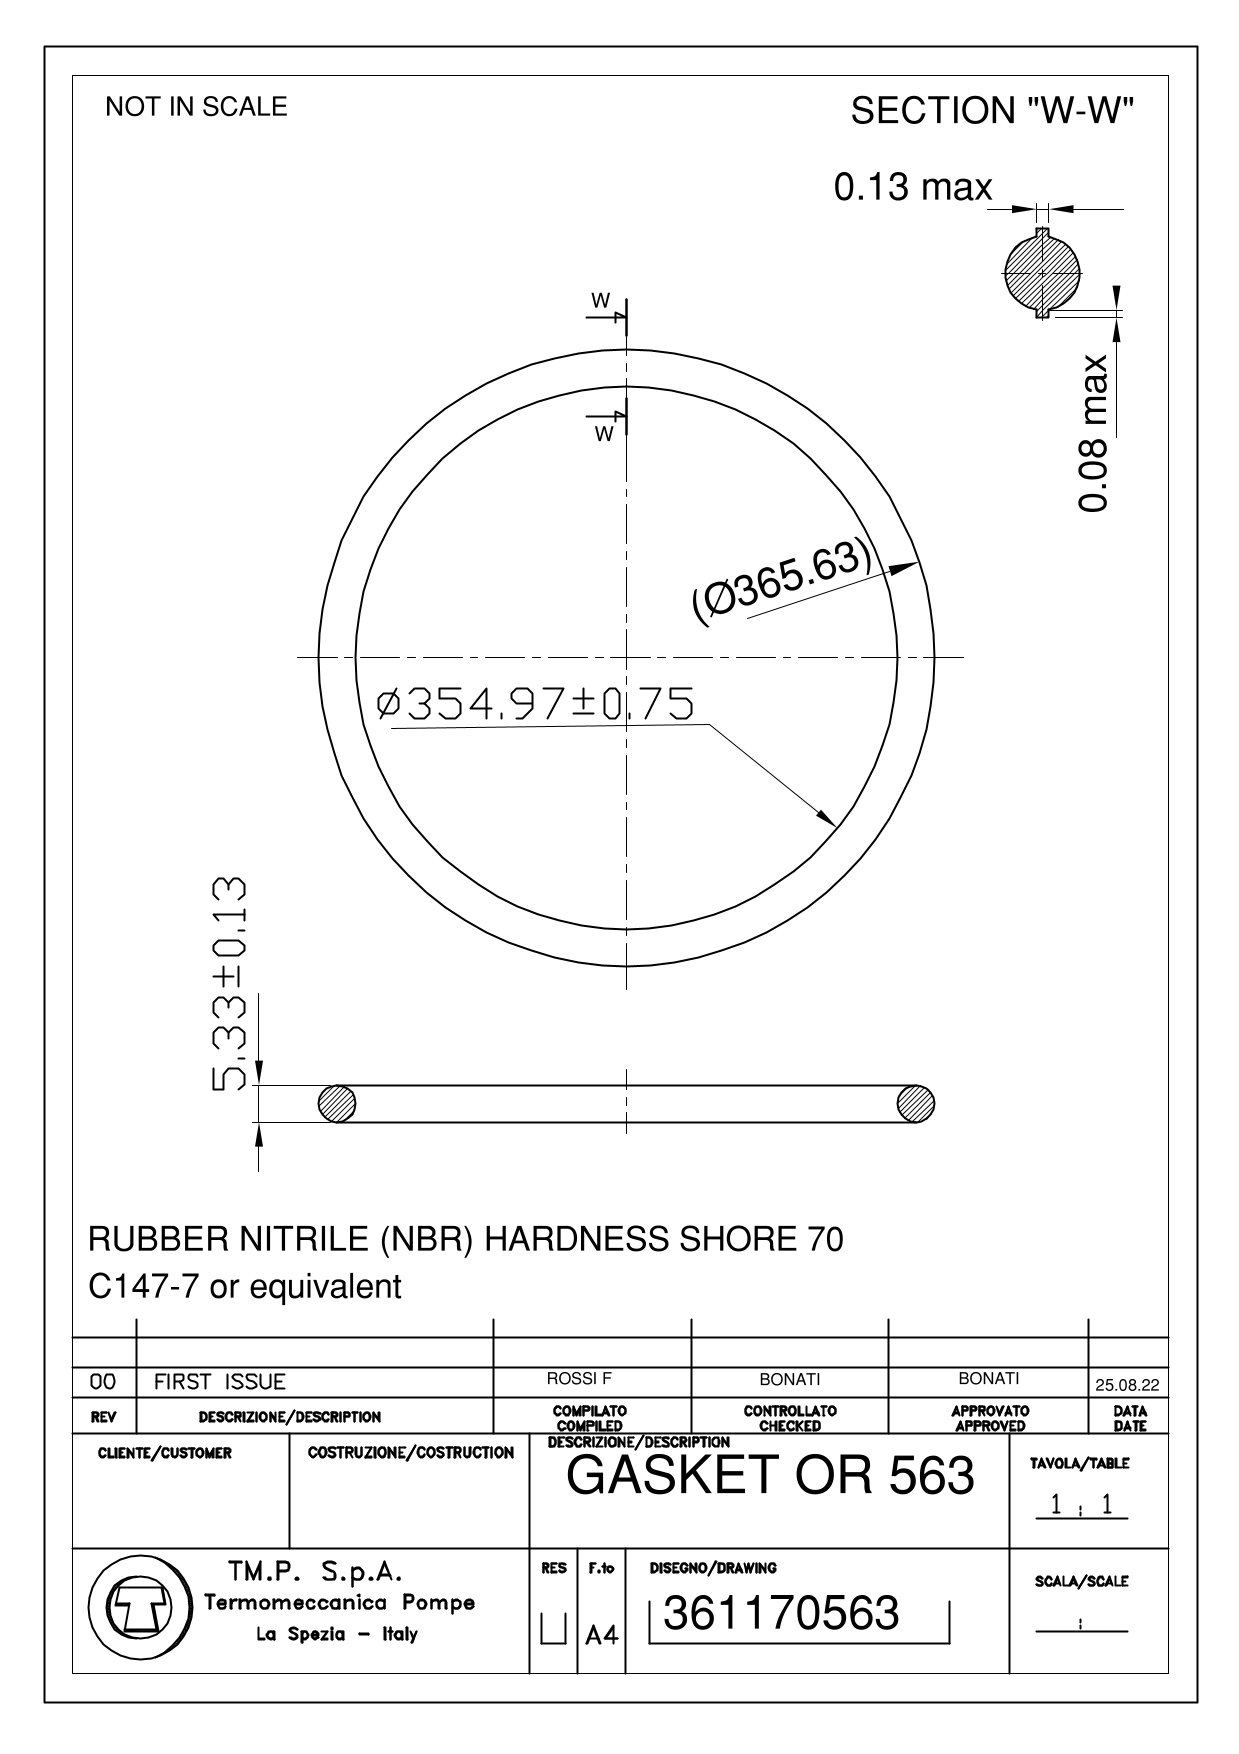 NOT IN SCALE
SECTION "W-W"
0.13 max
0.08 max
W
W
(Ø365.63)
Ø354.97±0.75
5.33±0.13
RUBBER NITRILE (NBR) HARDNESS SHORE 70
C147-7 or equivalent
00 FIRST ISSUE ROSSI F BONATI BONATI 25.08.22
REV DESCRIZIONE/DESCRIPTION COMPILATO COMPILED CONTROLLATO CHECKED APPROVATO APPROVED DATA DATE
CLIENTE/CUSTOMER
COSTRUZIONE/COSTRUCTION
DESCRIZIONE/DESCRIPTION
GASKET OR 563
TAVOLA/TABLE
1 1
TM.P. S.p.A.
Termomeccanica Pompe
La Spezia - Italy
RES
F.to
A4
DISEGNO/DRAWING
361170563
SCALA/SCALE